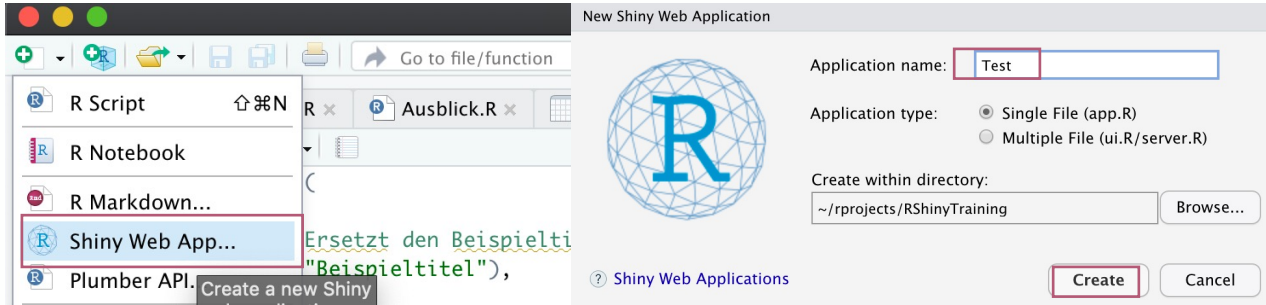 Go to file/function
R Script ⇧⌘N
R Notebook
R Markdown...
Shiny Web App...
Plumber API.
Create a new Shiny
R × Ausblick.R ×
(
Ersetzt den Beispielti
"Beispieltitel"),
New Shiny Web Application
Application name: Test
Application type: Single File (app.R)
Multiple File (ui.R/server.R)
Create within directory:
~/rprojects/RShinyTraining Browse...
? Shiny Web Applications Create Cancel